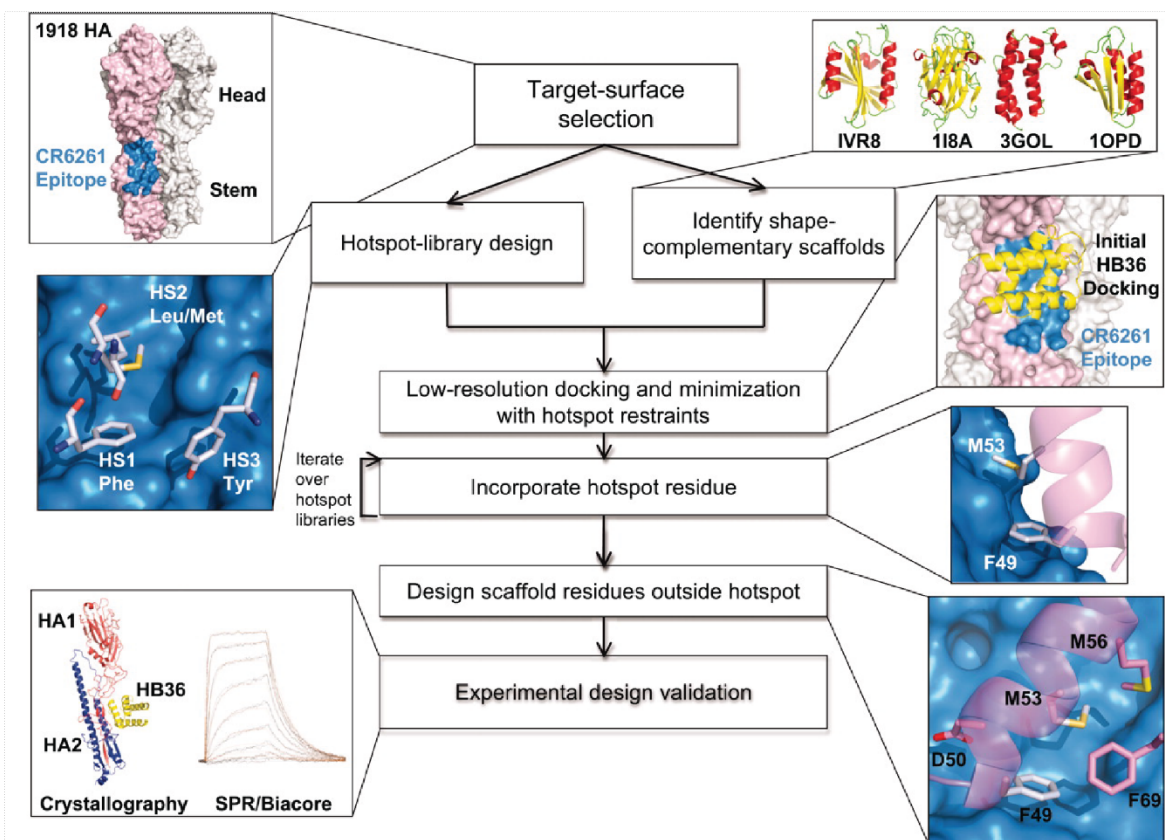 1918 HA
Head
CR6261
Epitope
Stem
Target-surface
selection
IVR8
1I8A
3GOL
1OPD
Hotspot-library design
Identify shape-
complementary scaffolds
HS2
Leu/Met
HS1
Phe
HS3
Tyr
Initial
HB36
Docking
CR6261
Epitope
Low-resolution docking and minimization
with hotspot restraints
Iterate
over
hotspot
libraries
Incorporate hotspot residue
M53
F49
Design scaffold residues outside hotspot
HA1
HB36
HA2
Crystallography
SPR/Biacore
Experimental design validation
M56
M53
D50
F69
F49